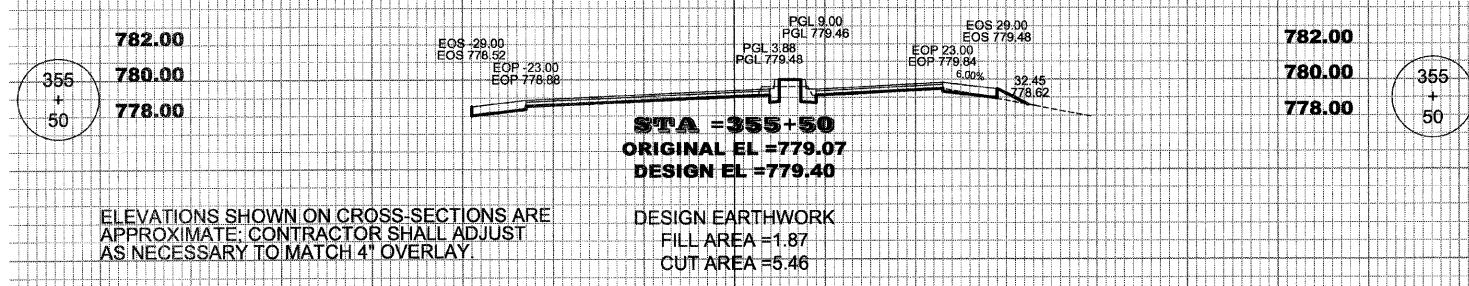 782.00
780.00
778.00
355
+
50
EOS -29.00
EOS 778.52
EOP -23.00
EOP 778.88
PGL 3.88
PGL 779.48
PGL 9.00
PGL 779.46
EOP 23.00
EOP 779.84
6.00%
EOS 29.00
EOS 779.48
32.45
778.62
782.00
780.00
778.00
355
+
50
STA =355+50
ORIGINAL EL =779.07
DESIGN EL =779.40
ELEVATIONS SHOWN ON CROSS-SECTIONS ARE
APPROXIMATE; CONTRACTOR SHALL ADJUST
AS NECESSARY TO MATCH 4" OVERLAY.
DESIGN EARTHWORK
FILL AREA =1.87
CUT AREA =5.46